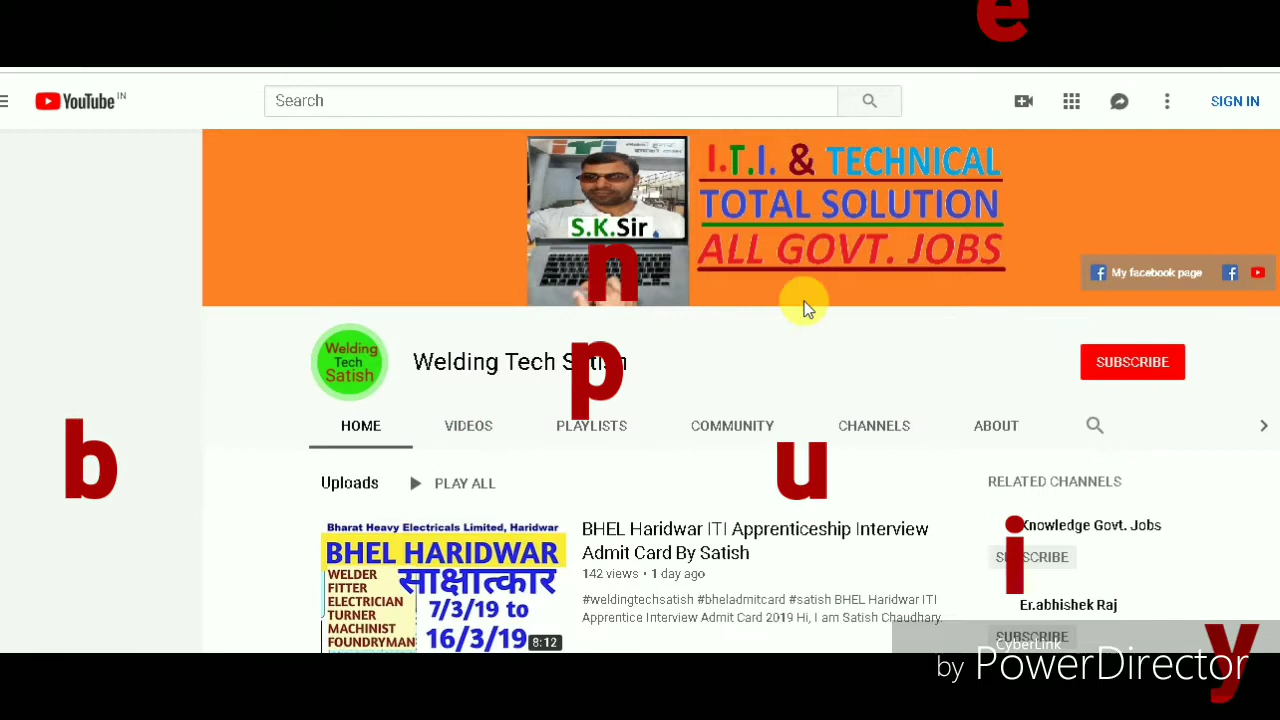 e
YouTube IN
Search
SIGN IN
I.T.I. & TECHNICAL
TOTAL SOLUTION
ALL GOVT. JOBS
S.K.Sir
n
My facebook page
Welding
Tech
Satish
Welding Tech Satish
SUBSCRIBE
p
HOME
VIDEOS
PLAYLISTS
COMMUNITY
CHANNELS
ABOUT
b
u
Uploads
PLAY ALL
RELATED CHANNELS
Bharat Heavy Electricals Limited, Haridwar
BHEL HARIDWAR
साक्षात्कार
WELDER
FITTER
ELECTRICIAN
TURNER
MACHINIST
FOUNDRYMAN
7/3/19 to
16/3/19
8:12
BHEL Haridwar ITI Apprenticeship Interview
Admit Card By Satish
142 views • 1 day ago
#weldingtechsatish #bheladmitcard #satish BHEL Haridwar ITI
Apprentice Interview Admit Card 2019 Hi, I am Satish Chaudhary.
Knowledge Govt. Jobs
SUBSCRIBE
i
Er.abhishek Raj
SUBSCRIBE
y
CyberLink
by PowerDirector